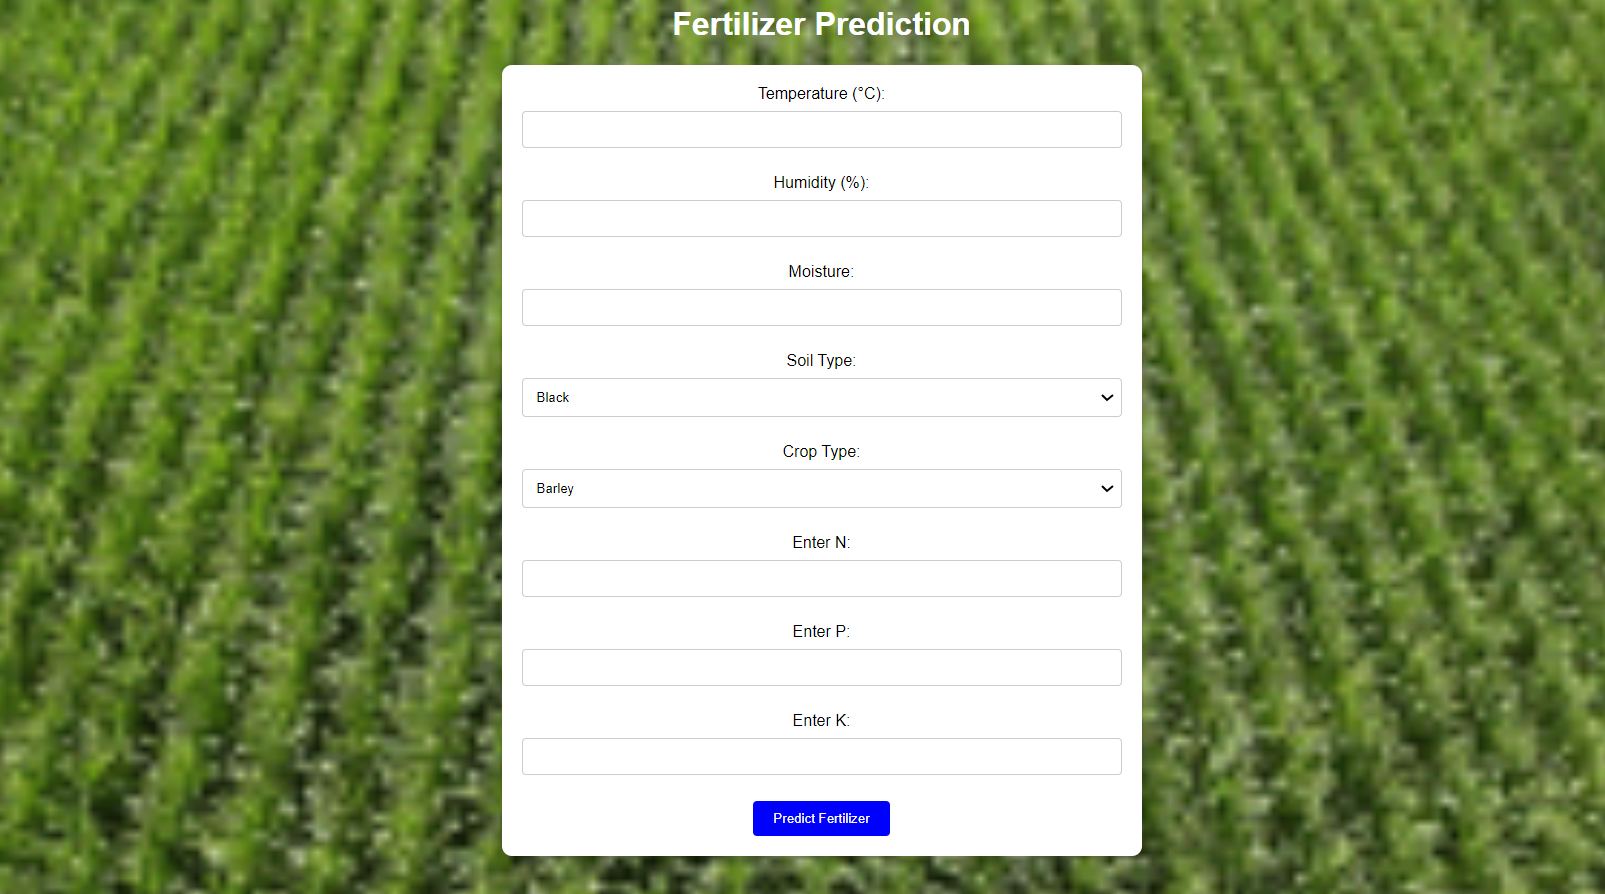 Fertilizer Prediction
Temperature (°C):
Humidity (%):
Moisture:
Soil Type:
Black
Crop Type:
Barley
Enter N:
Enter P:
Enter K:
Predict Fertilizer